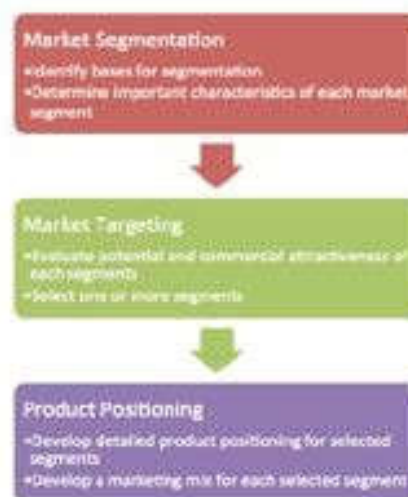 Market Segmentation
•Identify bases for segmentation
•Determine important characteristics of each market
segment
Market Targeting
•Evaluate potential and commercial attractiveness of
each segments
•Select one or more segments
Product Positioning
•Develop detailed product positioning for selected
segments
•Develop a marketing mix for each selected segment